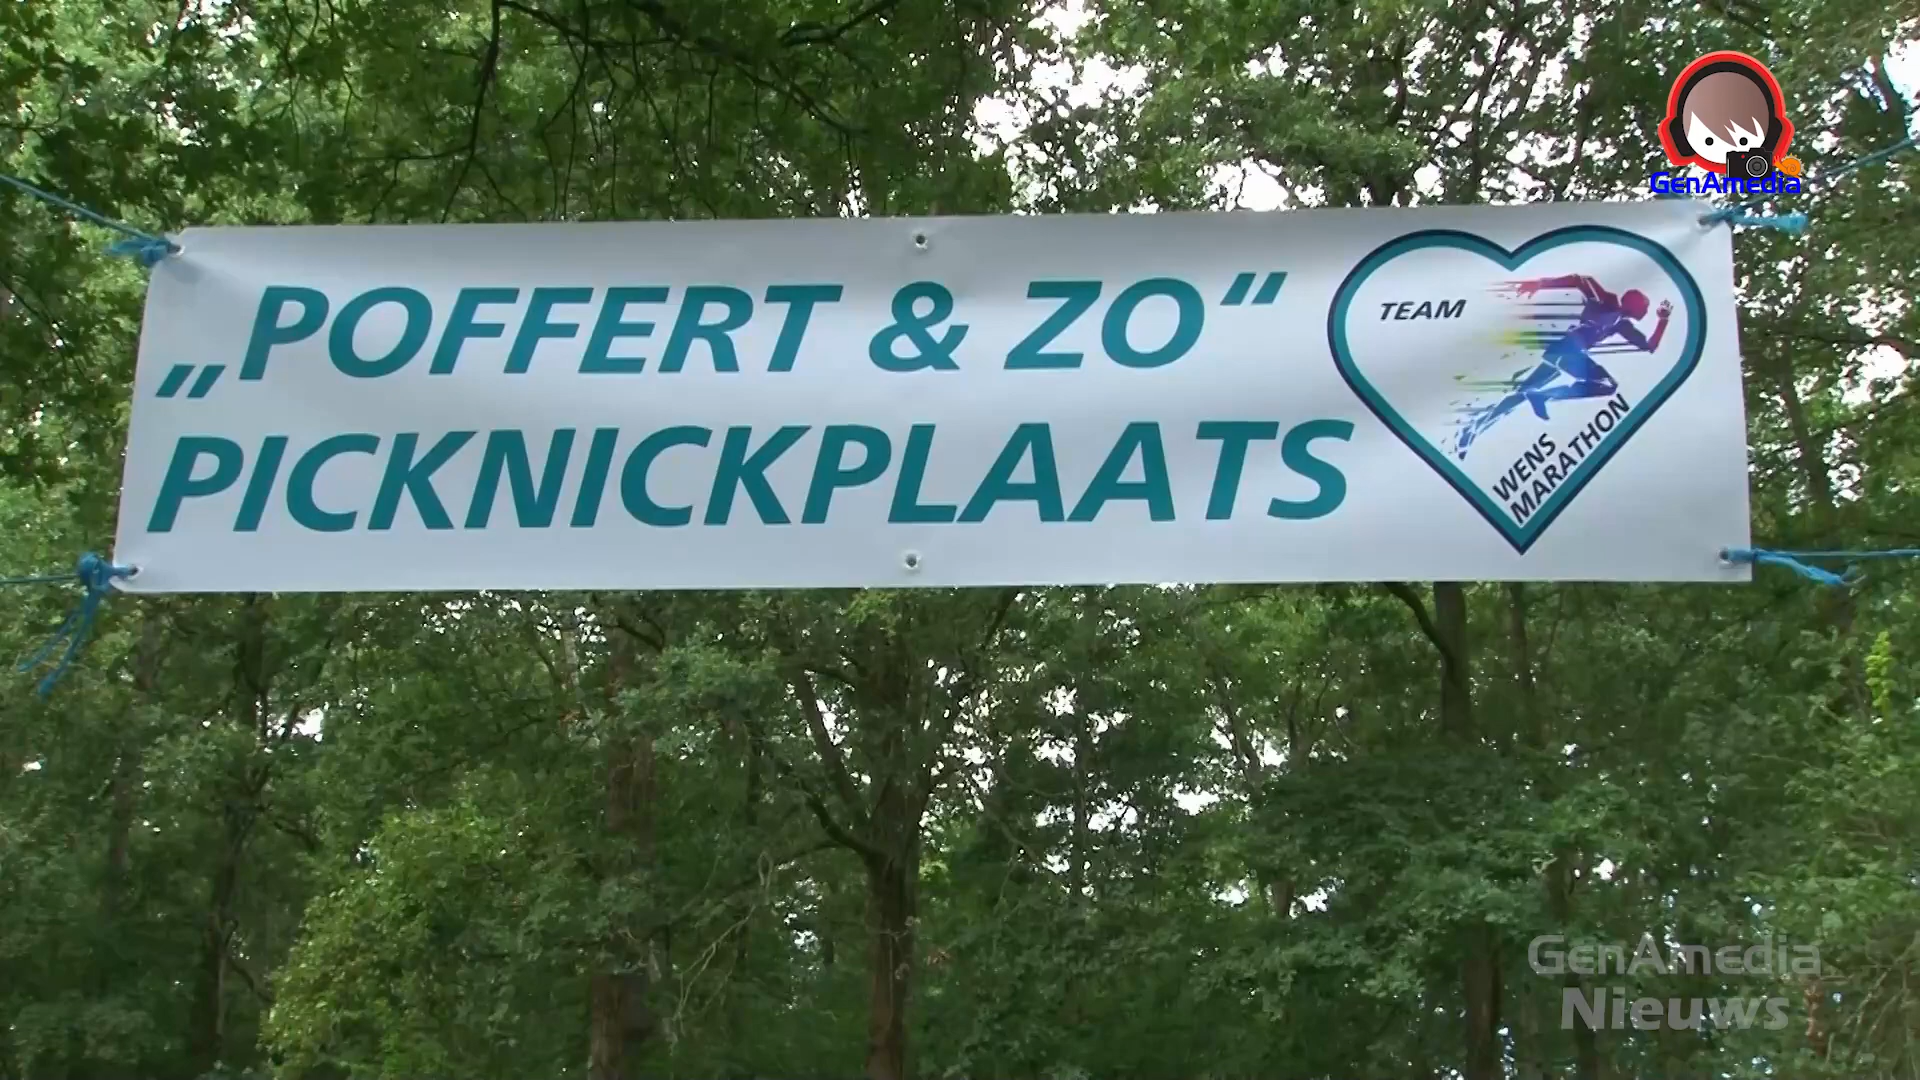 GenAmedia
„POFFERT & ZO“
PICKNICKPLAATS
TEAM
WENS
MARATHON
GenAmedia
Nieuws